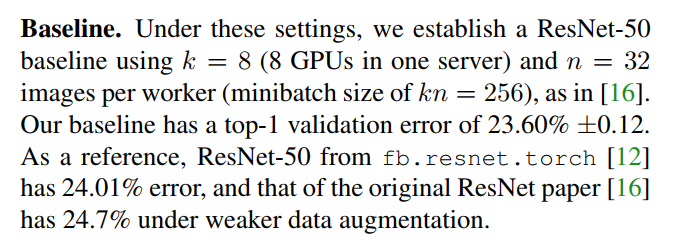 Baseline. Under these settings, we establish a ResNet-50
baseline using k = 8 (8 GPUs in one server) and n = 32
images per worker (minibatch size of kn = 256), as in [16].
Our baseline has a top-1 validation error of 23.60% ±0.12.
As a reference, ResNet-50 from fb.resnet.torch [12]
has 24.01% error, and that of the original ResNet paper [16]
has 24.7% under weaker data augmentation.